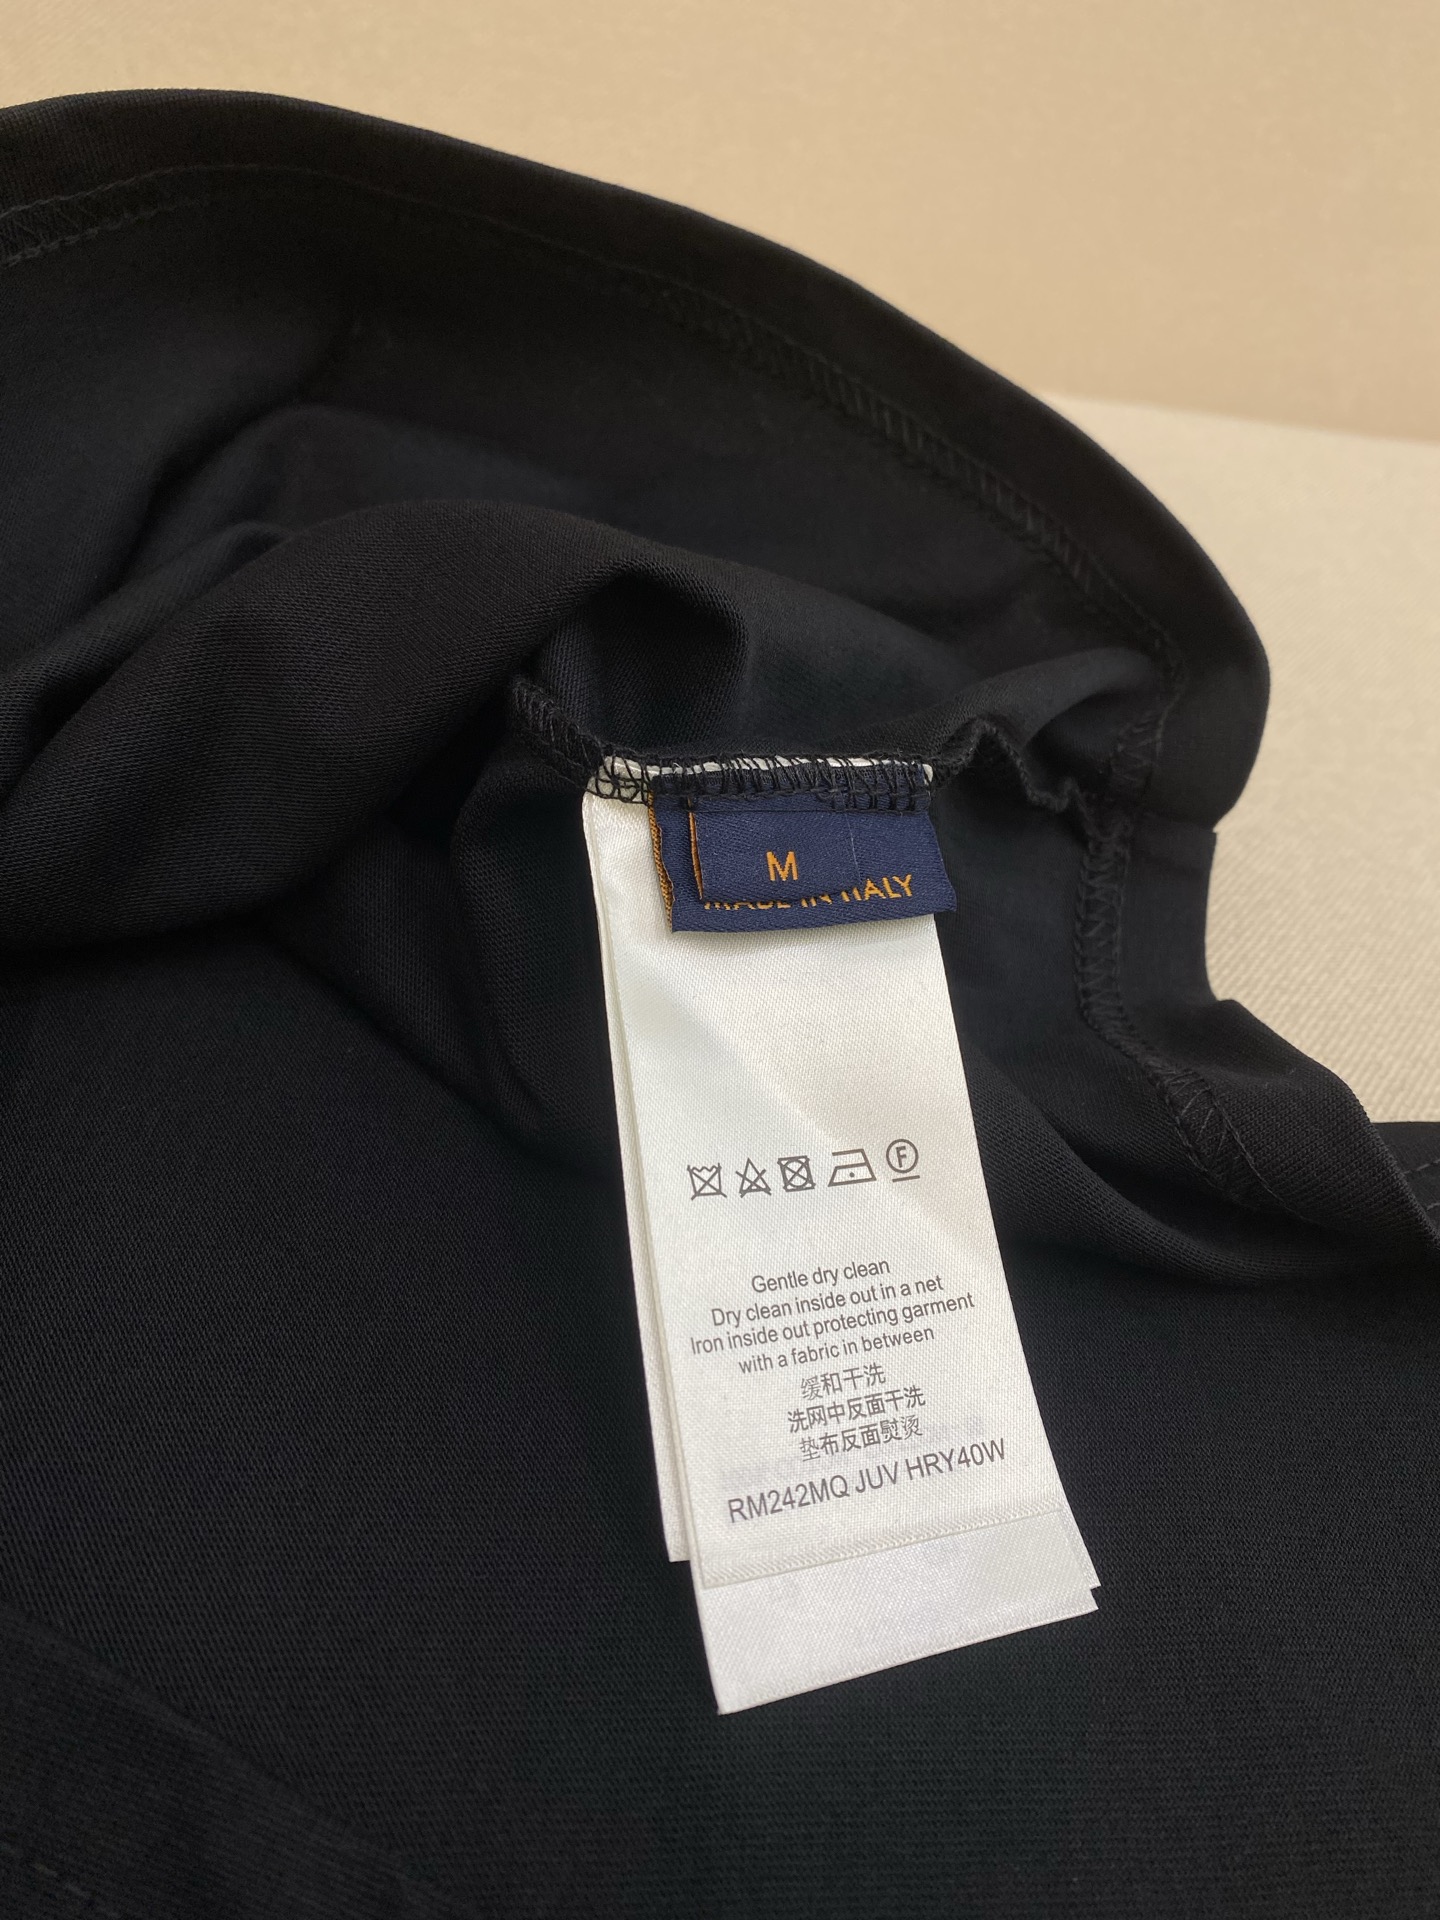 M
MADE IN ITALY
F
Gentle dry clean
Dry clean inside out in a net
Iron inside out protecting garment
with a fabric in between
缓和干洗
洗网中反面干洗
垫布反面熨烫
RM242MQ JUV HRY40W